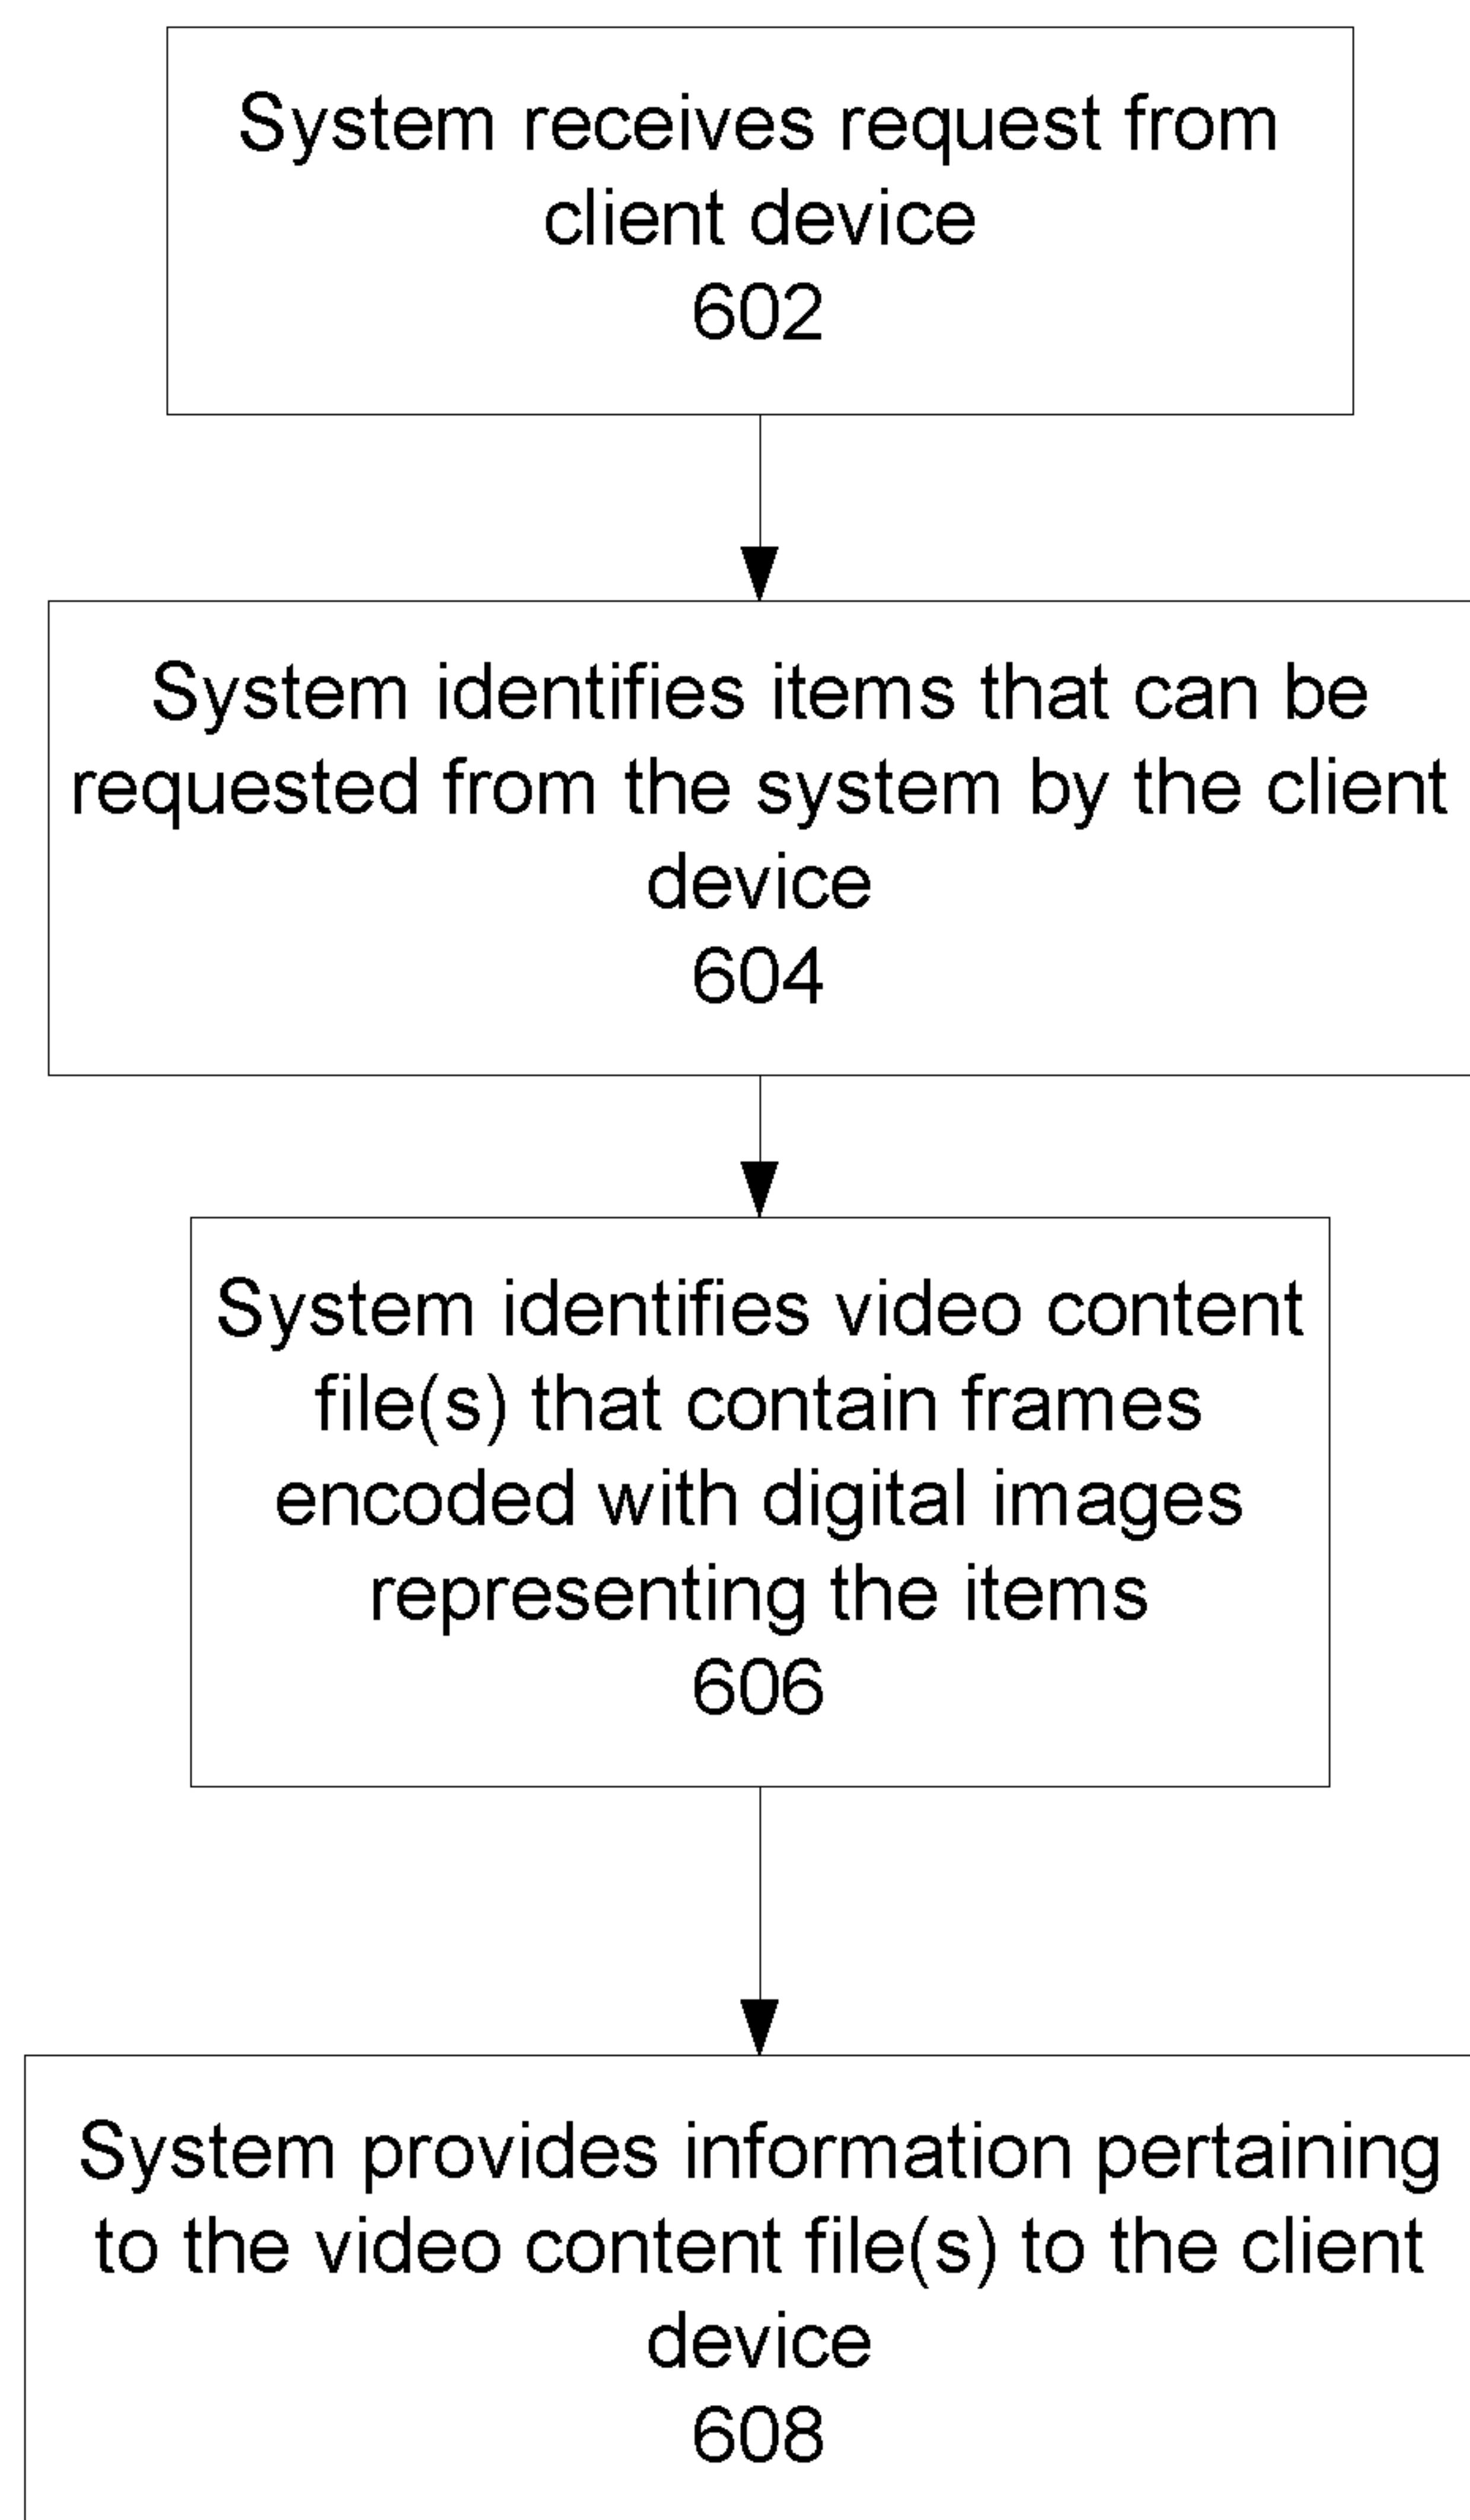 System receives request from
client device
602
System identifies items that can be
requested from the system by the client
device
604
System identifies video content
file(s) that contain frames
encoded with digital images
representing the items
606
System provides information pertaining
to the video content file(s) to the client
device
608